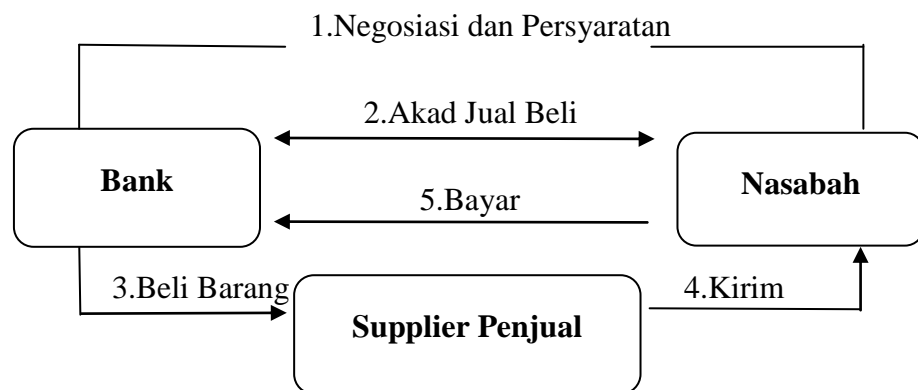 1.Negosiasi dan Persyaratan
2.Akad Jual Beli
Bank
Nasabah
5.Bayar
3.Beli Barang
4.Kirim
Supplier Penjual